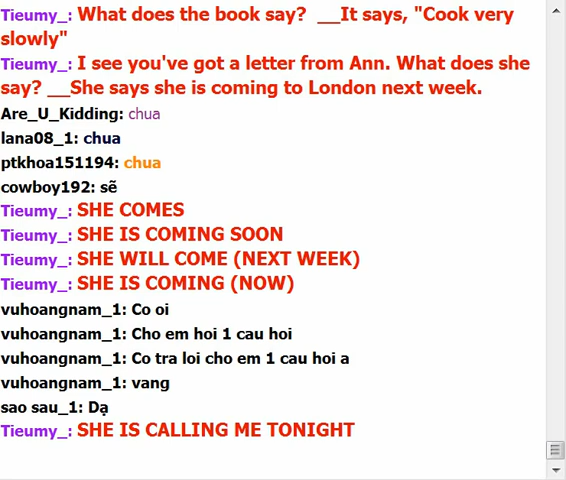 Tieumy_: What does the book say?  __It says, "Cook very
slowly"
Tieumy_: I see you've got a letter from Ann. What does she
say? __She says she is coming to London next week.
Are_U_Kidding: chua
lana08_1: chua
ptkhoa151194: chua
cowboy192: sẽ
Tieumy_: SHE COMES
Tieumy_: SHE IS COMING SOON
Tieumy_: SHE WILL COME (NEXT WEEK)
Tieumy_: SHE IS COMING (NOW)
vuhoangnam_1: Co oi
vuhoangnam_1: Cho em hoi 1 cau hoi
vuhoangnam_1: Co tra loi cho em 1 cau hoi a
vuhoangnam_1: vang
sao sau_1: Dạ
Tieumy_: SHE IS CALLING ME TONIGHT